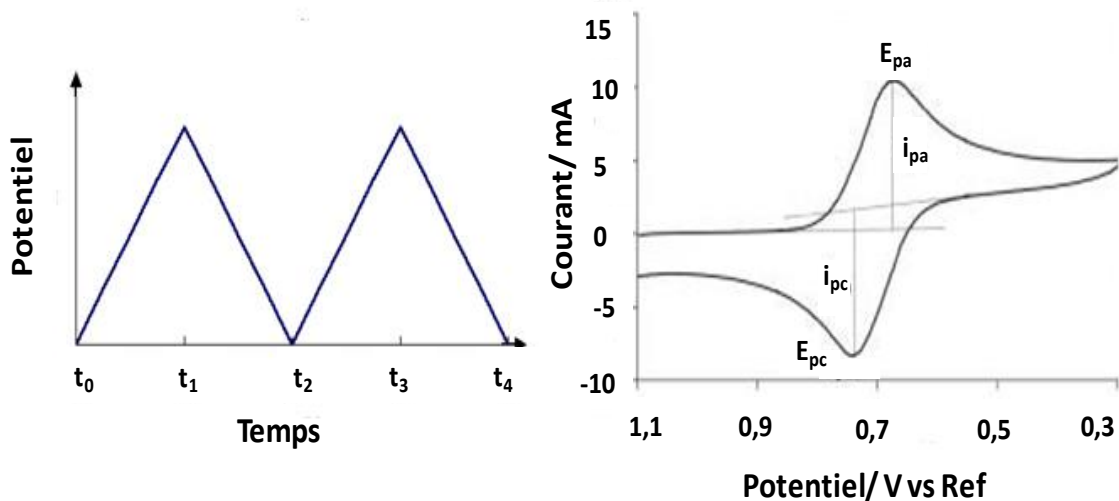 Potentiel
t0
t1
t2
t3
t4
Temps
Courant/ mA
15
10
5
0
-5
-10
Epa
ipa
ipc
Epc
1,1
0,9
0,7
0,5
0,3
Potentiel/ V vs Ref